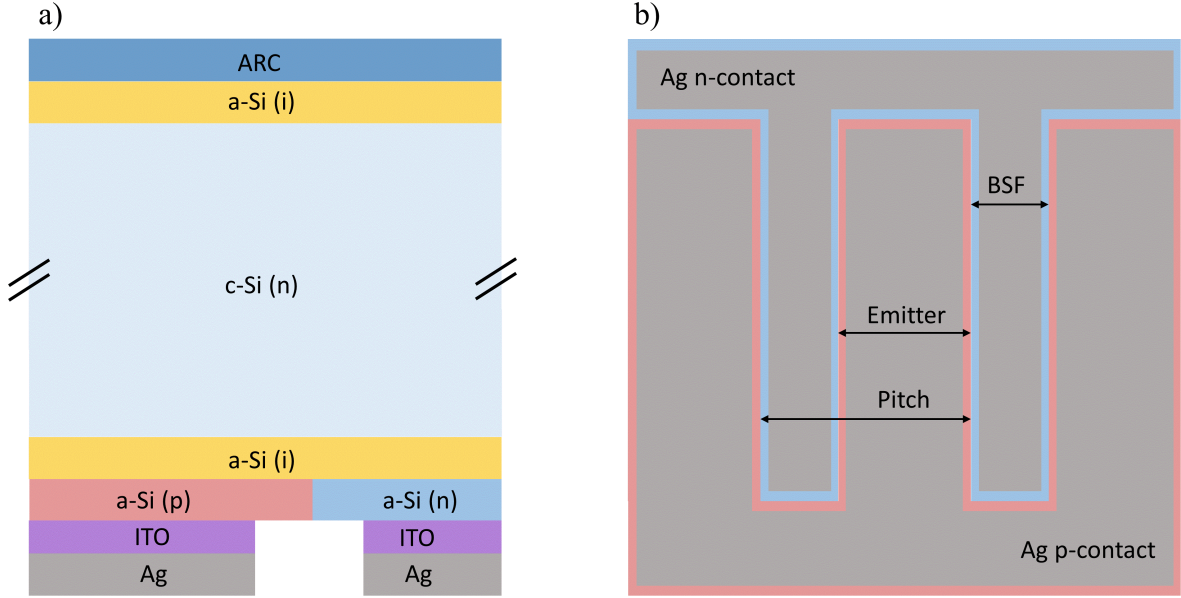 a)
ARC
a-Si (i)
c-Si (n)
a-Si (i)
a-Si (p)
a-Si (n)
ITO
ITO
Ag
Ag
b)
Ag n-contact
BSF
Emitter
Pitch
Ag p-contact